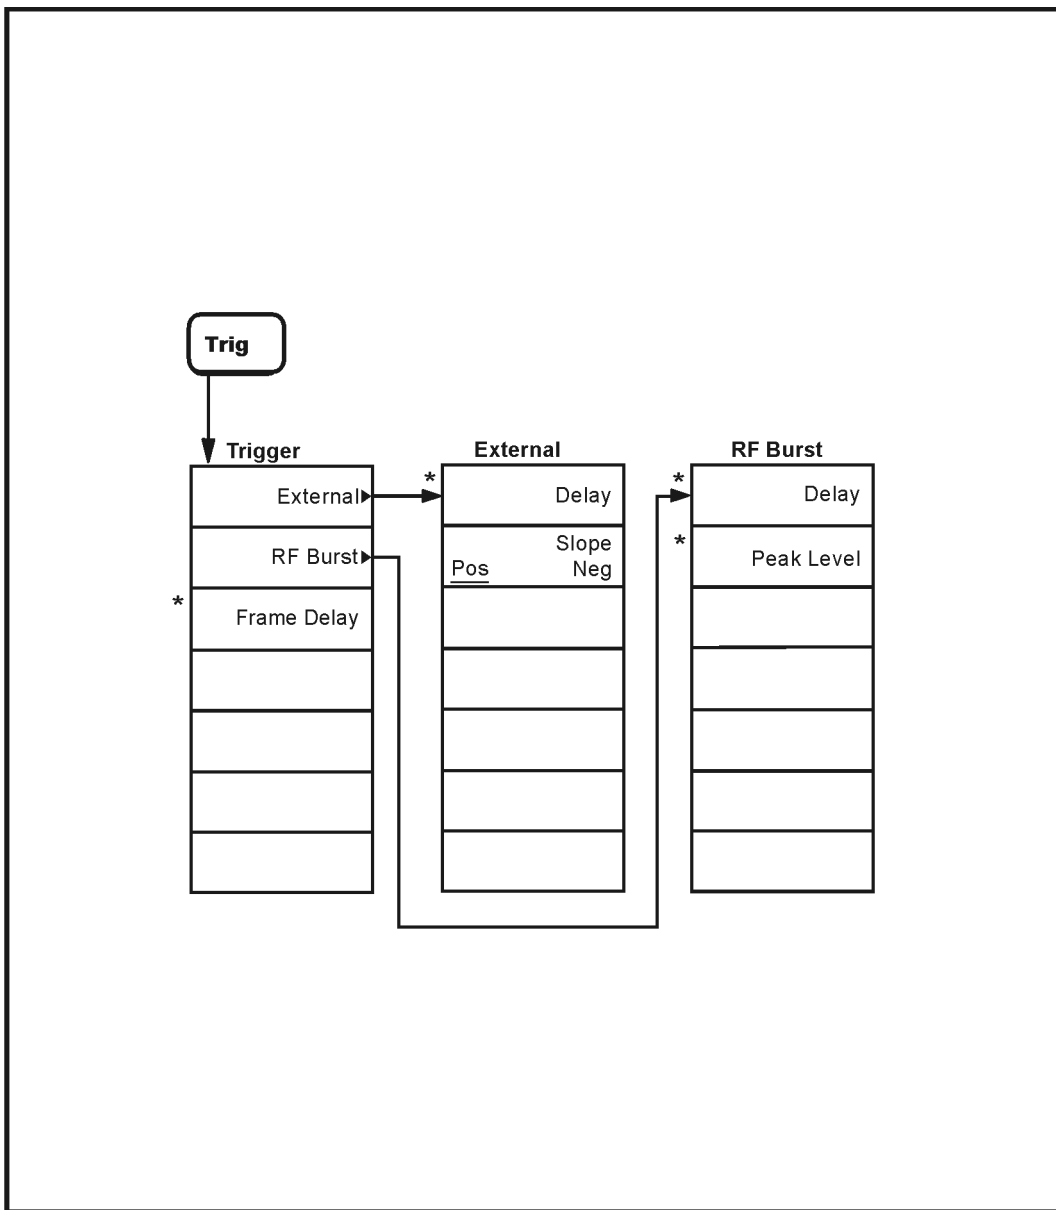 Trig
Trigger
External
RF Burst
*
Frame Delay
External
*
Delay
Slope
Pos Neg
RF Burst
*
Delay
*
Peak Level